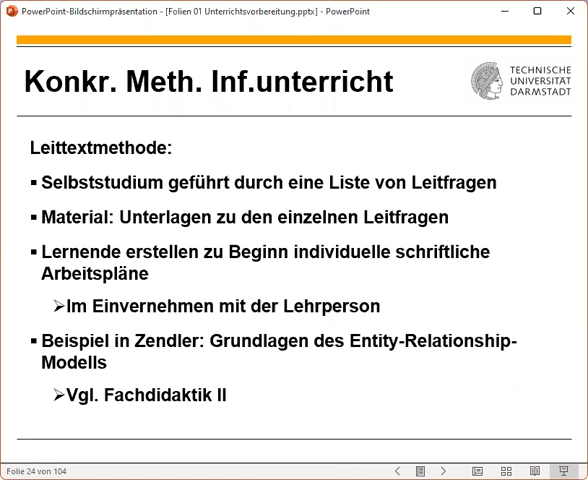 PowerPoint-Bildschirmpräsentation - [Folien 01 Unterrichtsvorbereitung.pptx] - PowerPoint
Konkr. Meth. Inf.unterricht
TECHNISCHE
UNIVERSITÄT
DARMSTADT
Leittextmethode:
▪ Selbststudium geführt durch eine Liste von Leitfragen
▪ Material: Unterlagen zu den einzelnen Leitfragen
▪ Lernende erstellen zu Beginn individuelle schriftliche
Arbeitspläne
➢ Im Einvernehmen mit der Lehrperson
▪ Beispiel in Zendler: Grundlagen des Entity-Relationship-
Modells
➢ Vgl. Fachdidaktik II
Folie 24 von 104